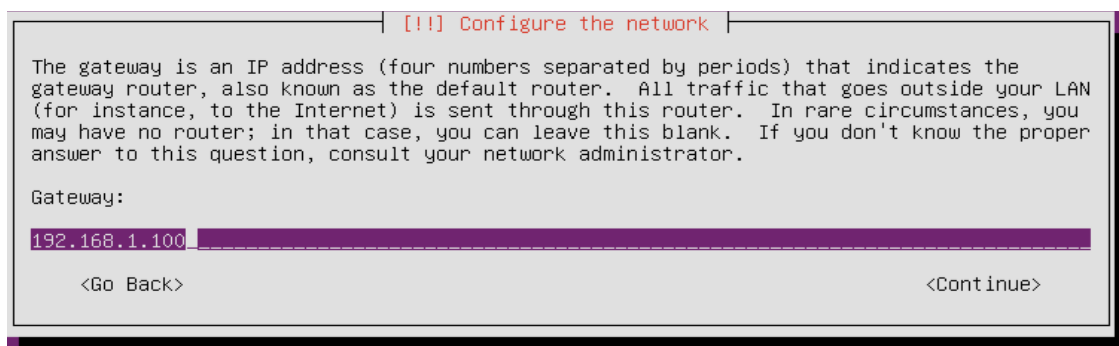 [!!] Configure the network
The gateway is an IP address (four numbers separated by periods) that indicates the
gateway router, also known as the default router.  All traffic that goes outside your LAN
(for instance, to the Internet) is sent through this router.  In rare circumstances, you
may have no router; in that case, you can leave this blank.  If you don't know the proper
answer to this question, consult your network administrator.
Gateway:
192.168.1.100
<Go Back> <Continue>